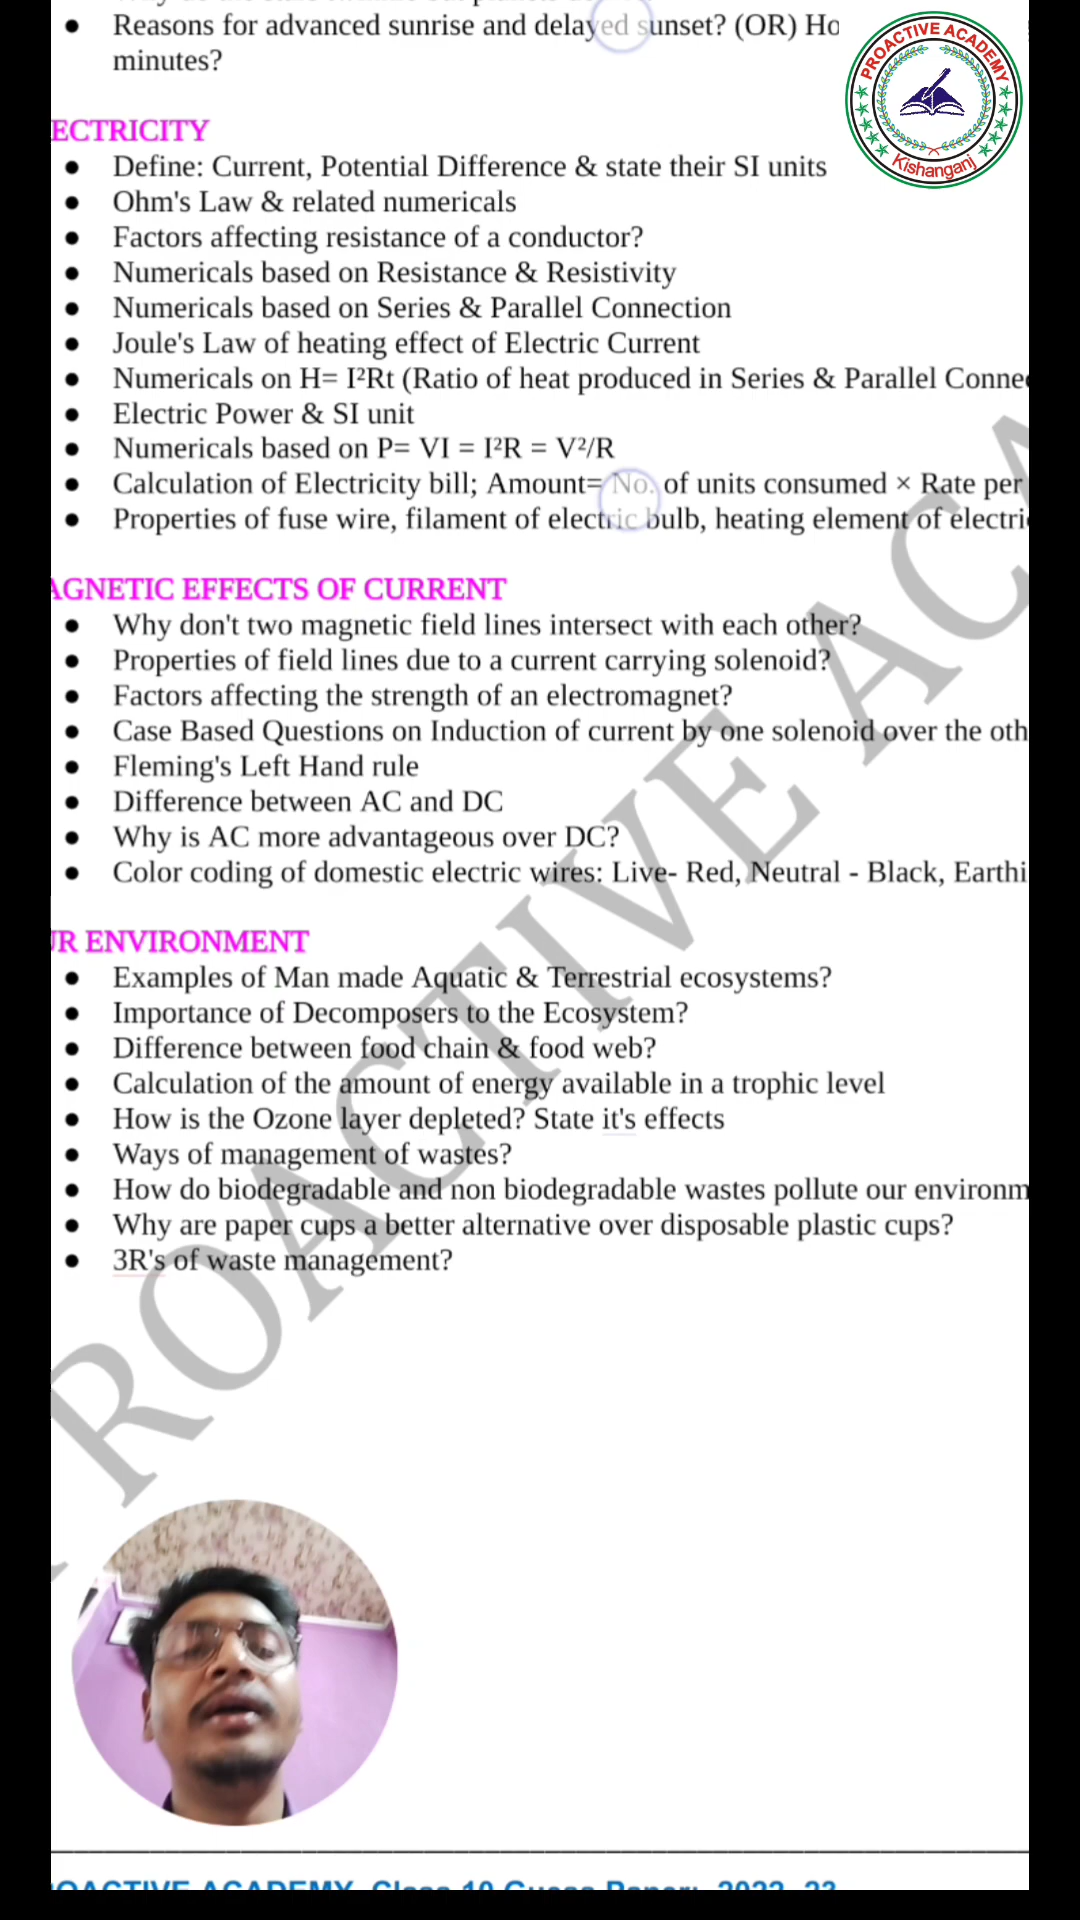 Reasons for advanced sunrise and delayed sunset? (OR) Ho
minutes?
ECTRICITY
● Define: Current, Potential Difference & state their SI units
● Ohm's Law & related numericals
● Factors affecting resistance of a conductor?
● Numericals based on Resistance & Resistivity
● Numericals based on Series & Parallel Connection
● Joule's Law of heating effect of Electric Current
● Numericals on H= I²Rt (Ratio of heat produced in Series & Parallel Conne
● Electric Power & SI unit
● Numericals based on P= VI = I²R = V²/R
● Calculation of Electricity bill; Amount= No. of units consumed × Rate per
● Properties of fuse wire, filament of electric bulb, heating element of electri
AGNETIC EFFECTS OF CURRENT
● Why don't two magnetic field lines intersect with each other?
● Properties of field lines due to a current carrying solenoid?
● Factors affecting the strength of an electromagnet?
● Case Based Questions on Induction of current by one solenoid over the oth
● Fleming's Left Hand rule
● Difference between AC and DC
● Why is AC more advantageous over DC?
● Color coding of domestic electric wires: Live- Red, Neutral - Black, Earthi
UR ENVIRONMENT
● Examples of Man made Aquatic & Terrestrial ecosystems?
● Importance of Decomposers to the Ecosystem?
● Difference between food chain & food web?
● Calculation of the amount of energy available in a trophic level
● How is the Ozone layer depleted? State it's effects
● Ways of management of wastes?
● How do biodegradable and non biodegradable wastes pollute our environm
● Why are paper cups a better alternative over disposable plastic cups?
● 3R's of waste management?
PROACTIVE ACADEMY
Kishanganj
ROACTIVE ACA
OACTIVE ACADEMY, Class 10 Guess Paper: 2022-23